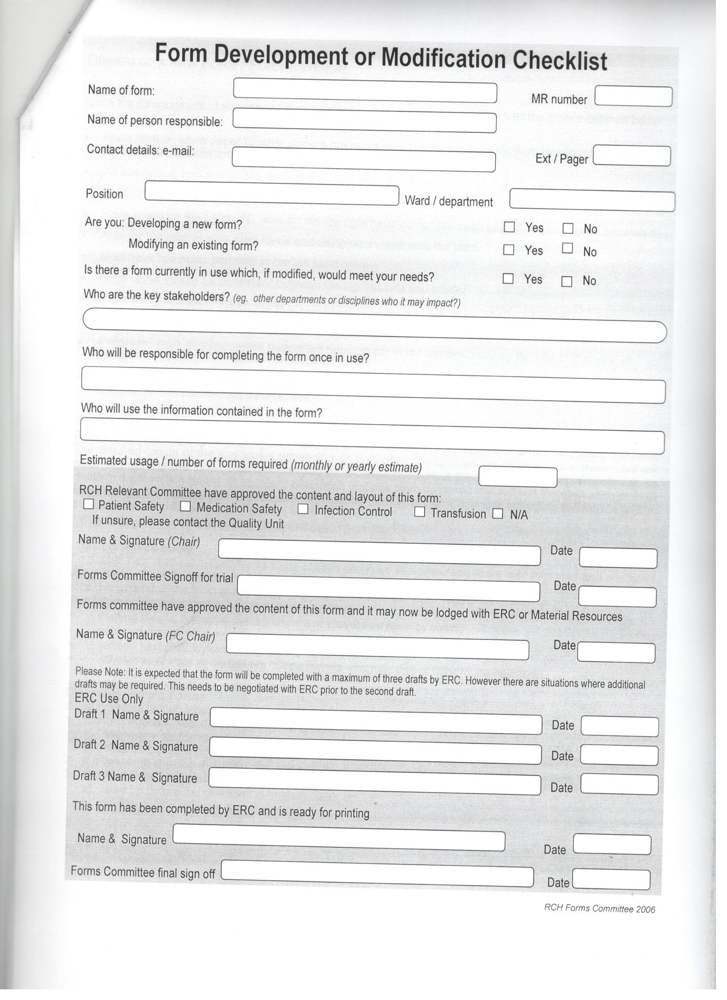 Form Development or Modification Checklist
Name of form:
MR number
Name of person responsible:
Contact details: e-mail:
Ext / Pager
Position
Ward / department
Are you: Developing a new form?
Yes No
Modifying an existing form?
Yes No
Is there a form currently in use which, if modified, would meet your needs?
Yes No
Who are the key stakeholders? (eg. other departments or disciplines who it may impact?)
Who will be responsible for completing the form once in use?
Who will use the information contained in the form?
Estimated usage / number of forms required (monthly or yearly estimate)
RCH Relevant Committee have approved the content and layout of this form:
Patient Safety Medication Safety Infection Control Transfusion N/A
If unsure, please contact the Quality Unit
Name & Signature (Chair) Date
Forms Committee Signoff for trial Date
Forms committee have approved the content of this form and it may now be lodged with ERC or Material Resources
Name & Signature (FC Chair) Date
Please Note: It is expected that the form will be completed with a maximum of three drafts by ERC. However there are situations where additional
drafts may be required. This needs to be negotiated with ERC prior to the second draft.
ERC Use Only
Draft 1 Name & Signature Date
Draft 2 Name & Signature Date
Draft 3 Name & Signature Date
This form has been completed by ERC and is ready for printing
Name & Signature Date
Forms Committee final sign off Date
RCH Forms Committee 2006